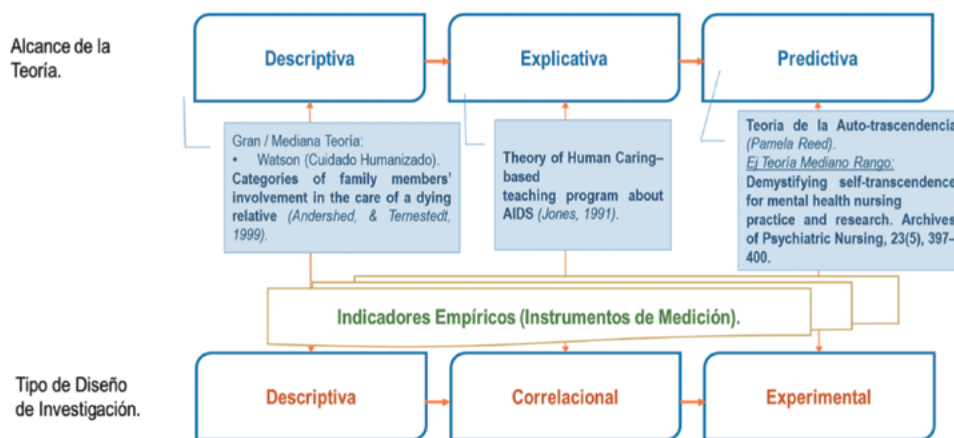 Alcance de la
Teoría.
Descriptiva
Explicativa
Predictiva
Gran / Mediana Teoría:
• Watson (Cuidado Humanizado).
Categories of family members'
involvement in the care of a dying
relative (Andershed, & Ternestedt,
1999).
Theory of Human Caring–
based
teaching program about
AIDS (Jones, 1991).
Teoría de la Auto-trascendencia
(Pamela Reed).
Ej Teoría Mediano Rango:
Demystifying self-transcendence
for mental health nursing
practice and research. Archives
of Psychiatric Nursing, 23(5), 397–
400.
Indicadores Empíricos (Instrumentos de Medición).
Tipo de Diseño
de Investigación.
Descriptiva
Correlacional
Experimental